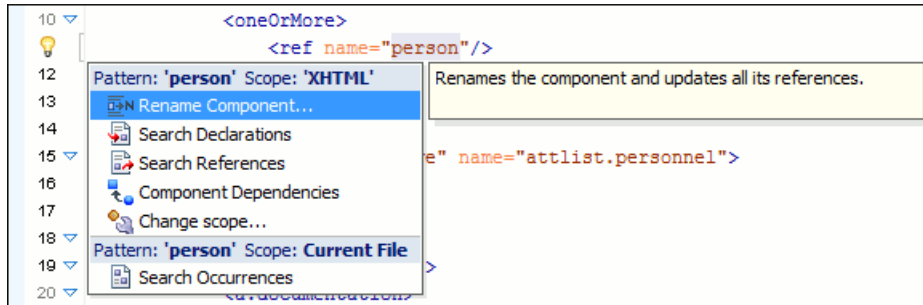 10 <oneOrMore>
<ref name="person"/>
12 Pattern: 'person' Scope: 'XHTML' Renames the component and updates all its references.
13 Rename Component...
14 Search Declarations
15 Search References e" name="attlist.personnel">
16 Component Dependencies
17 Change scope...
18 Pattern: 'person' Scope: Current File
19 Search Occurrences >
20 <a:documentation>